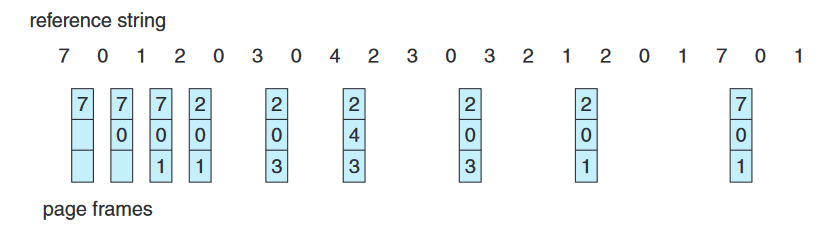 reference string
7 0 1 2 0 3 0 4 2 3 0 3 2 1 2 0 1 7 0 1
7 7 7 2 2 2 2 2 7
0 0 0 0 4 0 0 0
1 1 3 3 3 1 1
page frames